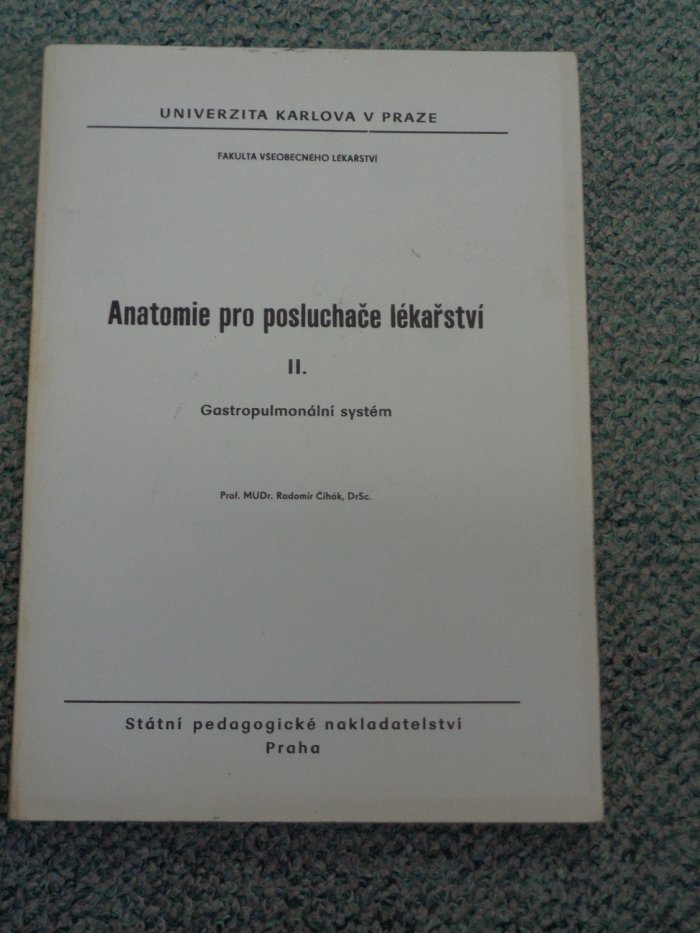 UNIVERZITA KARLOVA V PRAZE
FAKULTA VŠEOBECNÉHO LÉKAŘSTVÍ
Anatomie pro posluchače lékařství
II.
Gastropulmonální systém
Prof. MUDr. Radomír Čihák, DrSc.
Státní pedagogické nakladatelství
Praha